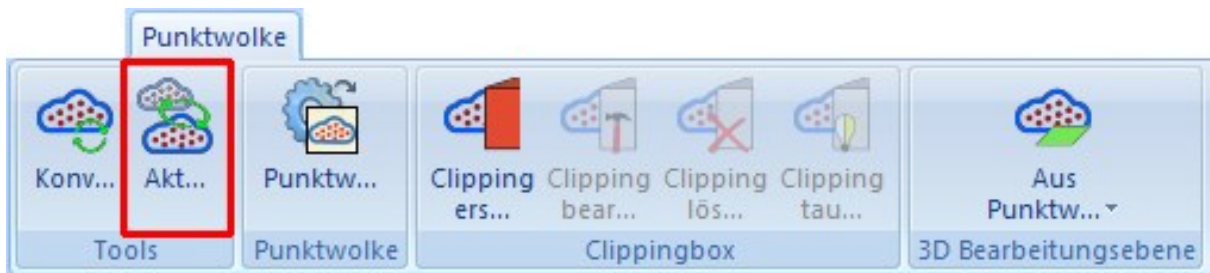 Punktwolke
Konv... Akt... Punktw... Clipping Clipping Clipping Clipping Aus
ers... bear... lös... tau... Punktw...
Tools Punktwolke Clippingbox 3D Bearbeitungsebene